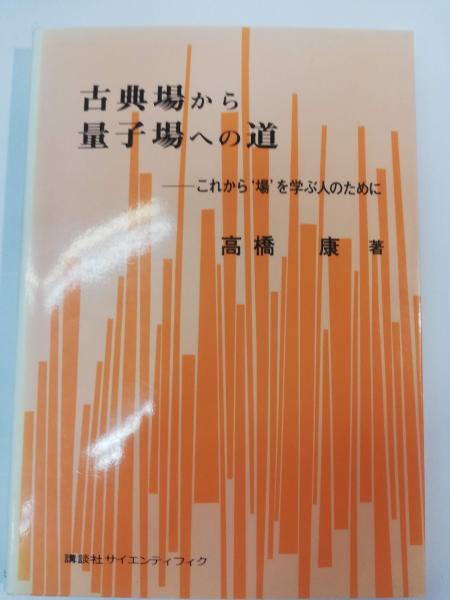 古典場から
量子場への道
──これから‘場’を学ぶ人のために
高橋 康 著
講談社サイエンティフィク